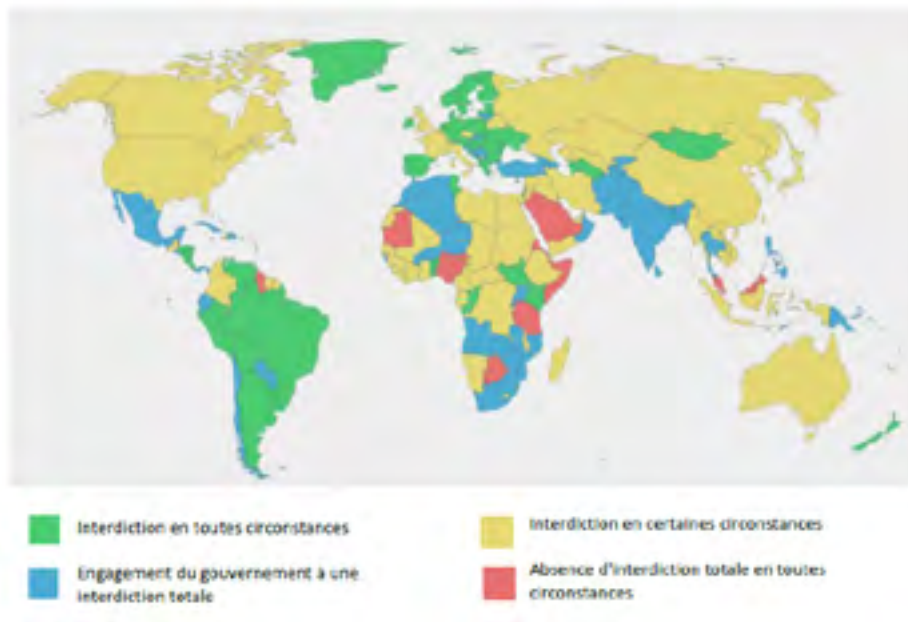 Interdiction en toutes circonstances
Engagement du gouvernement à une
interdiction totale
Interdiction en certaines circonstances
Absence d'interdiction totale en toutes
circonstances